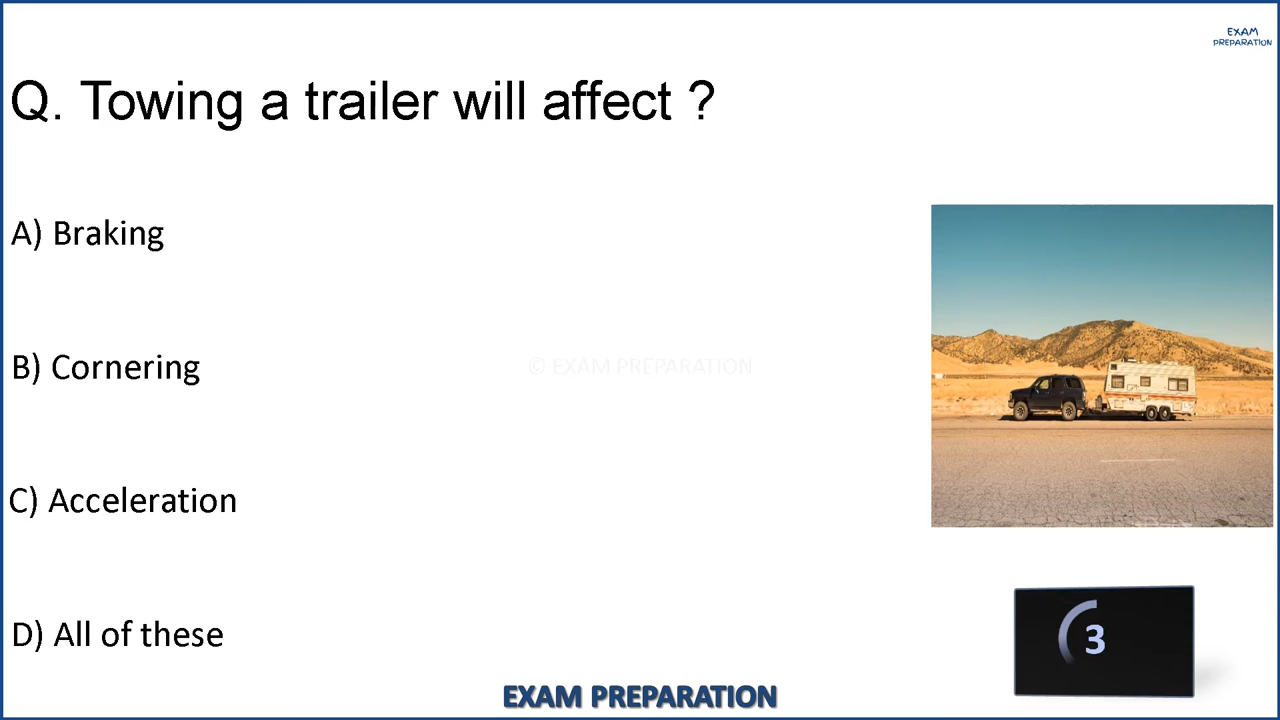 EXAM
PREPARATION
Q. Towing a trailer will affect ?
A) Braking
B) Cornering
© EXAM PREPARATION
C) Acceleration
D) All of these
3
EXAM PREPARATION